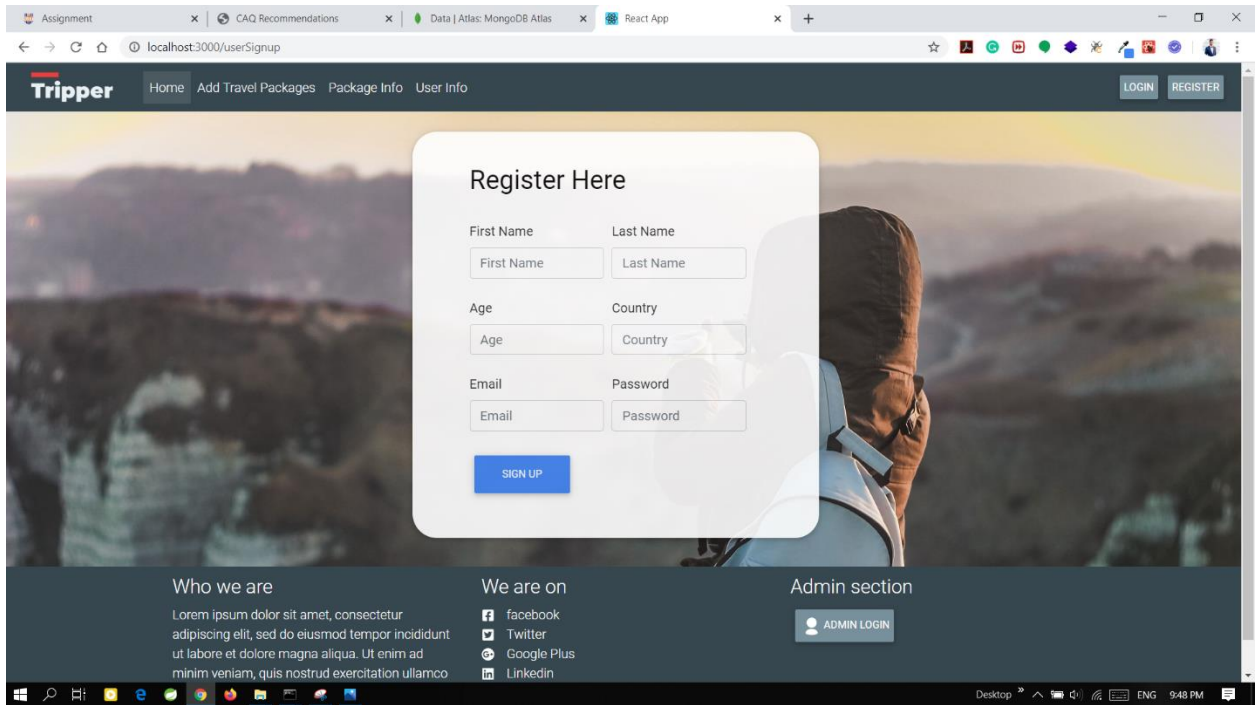 Assignment
CAQ Recommendations
Data | Atlas: MongoDB Atlas
React App
localhost:3000/userSignup
Tripper
Home Add Travel Packages Package Info User Info
LOGIN REGISTER
Register Here
First Name Last Name
First Name Last Name
Age Country
Age Country
Email Password
Email Password
SIGN UP
Who we are
Lorem ipsum dolor sit amet, consectetur
adipiscing elit, sed do eiusmod tempor incididunt
ut labore et dolore magna aliqua. Ut enim ad
minim veniam, quis nostrud exercitation ullamco
We are on
facebook
Twitter
Google Plus
Linkedin
Admin section
ADMIN LOGIN
Desktop ENG 9:48 PM